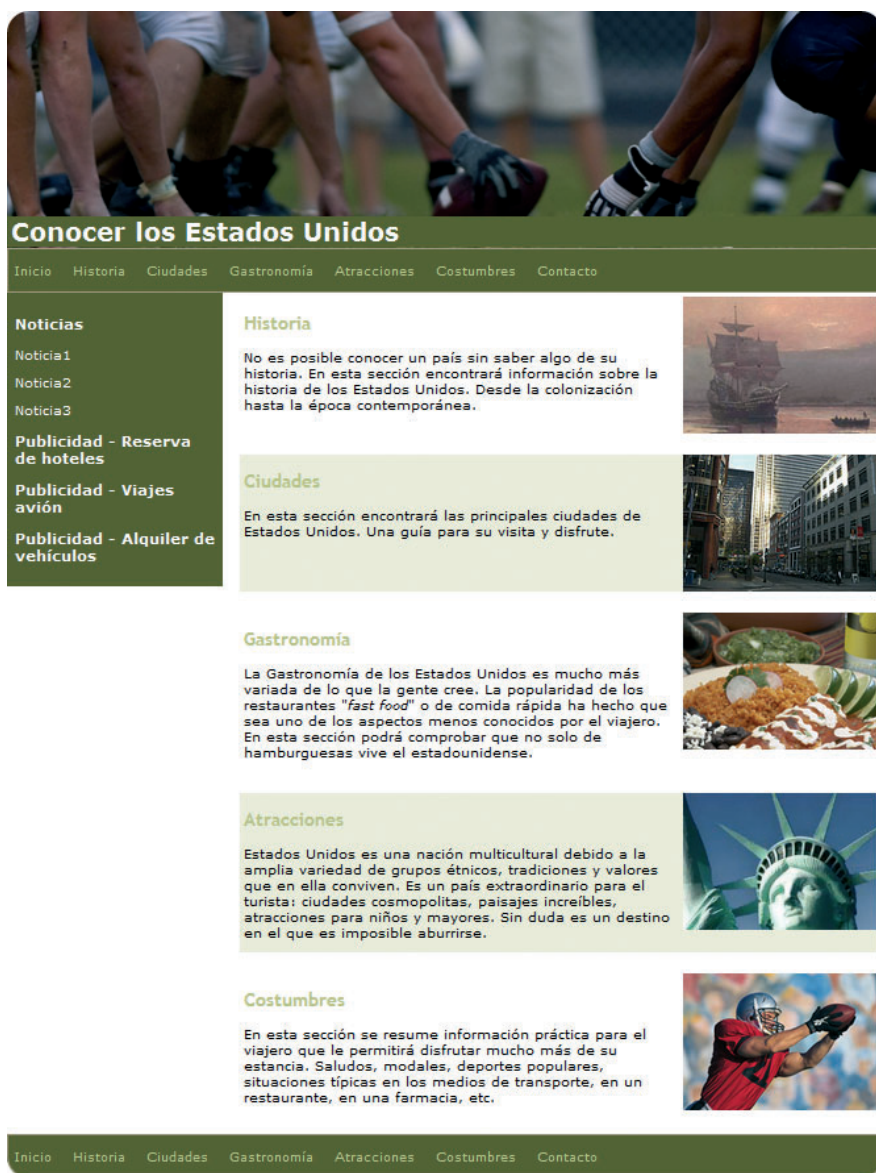 Conocer los Estados Unidos
Inicio Historia Ciudades Gastronomía Atracciones Costumbres Contacto
Noticias
Noticia1
Noticia2
Noticia3
Publicidad - Reserva
de hoteles
Publicidad - Viajes
avión
Publicidad - Alquiler de
vehículos
Historia
No es posible conocer un país sin saber algo de su
historia. En esta sección encontrará información sobre la
historia de los Estados Unidos. Desde la colonización
hasta la época contemporánea.
Ciudades
En esta sección encontrará las principales ciudades de
Estados Unidos. Una guía para su visita y disfrute.
Gastronomía
La Gastronomía de los Estados Unidos es mucho más
variada de lo que la gente cree. La popularidad de los
restaurantes "fast food" o de comida rápida ha hecho que
sea uno de los aspectos menos conocidos por el viajero.
En esta sección podrá comprobar que no solo de
hamburguesas vive el estadounidense.
Atracciones
Estados Unidos es una nación multicultural debido a la
amplia variedad de grupos étnicos, tradiciones y valores
que en ella conviven. Es un país extraordinario para el
turista: ciudades cosmopolitas, paisajes increíbles,
atracciones para niños y mayores. Sin duda es un destino
en el que es imposible aburrirse.
Costumbres
En esta sección se resume información práctica para el
viajero que le permitirá disfrutar mucho más de su
estancia. Saludos, modales, deportes populares,
situaciones típicas en los medios de transporte, en un
restaurante, en una farmacia, etc.
Inicio Historia Ciudades Gastronomía Atracciones Costumbres Contacto